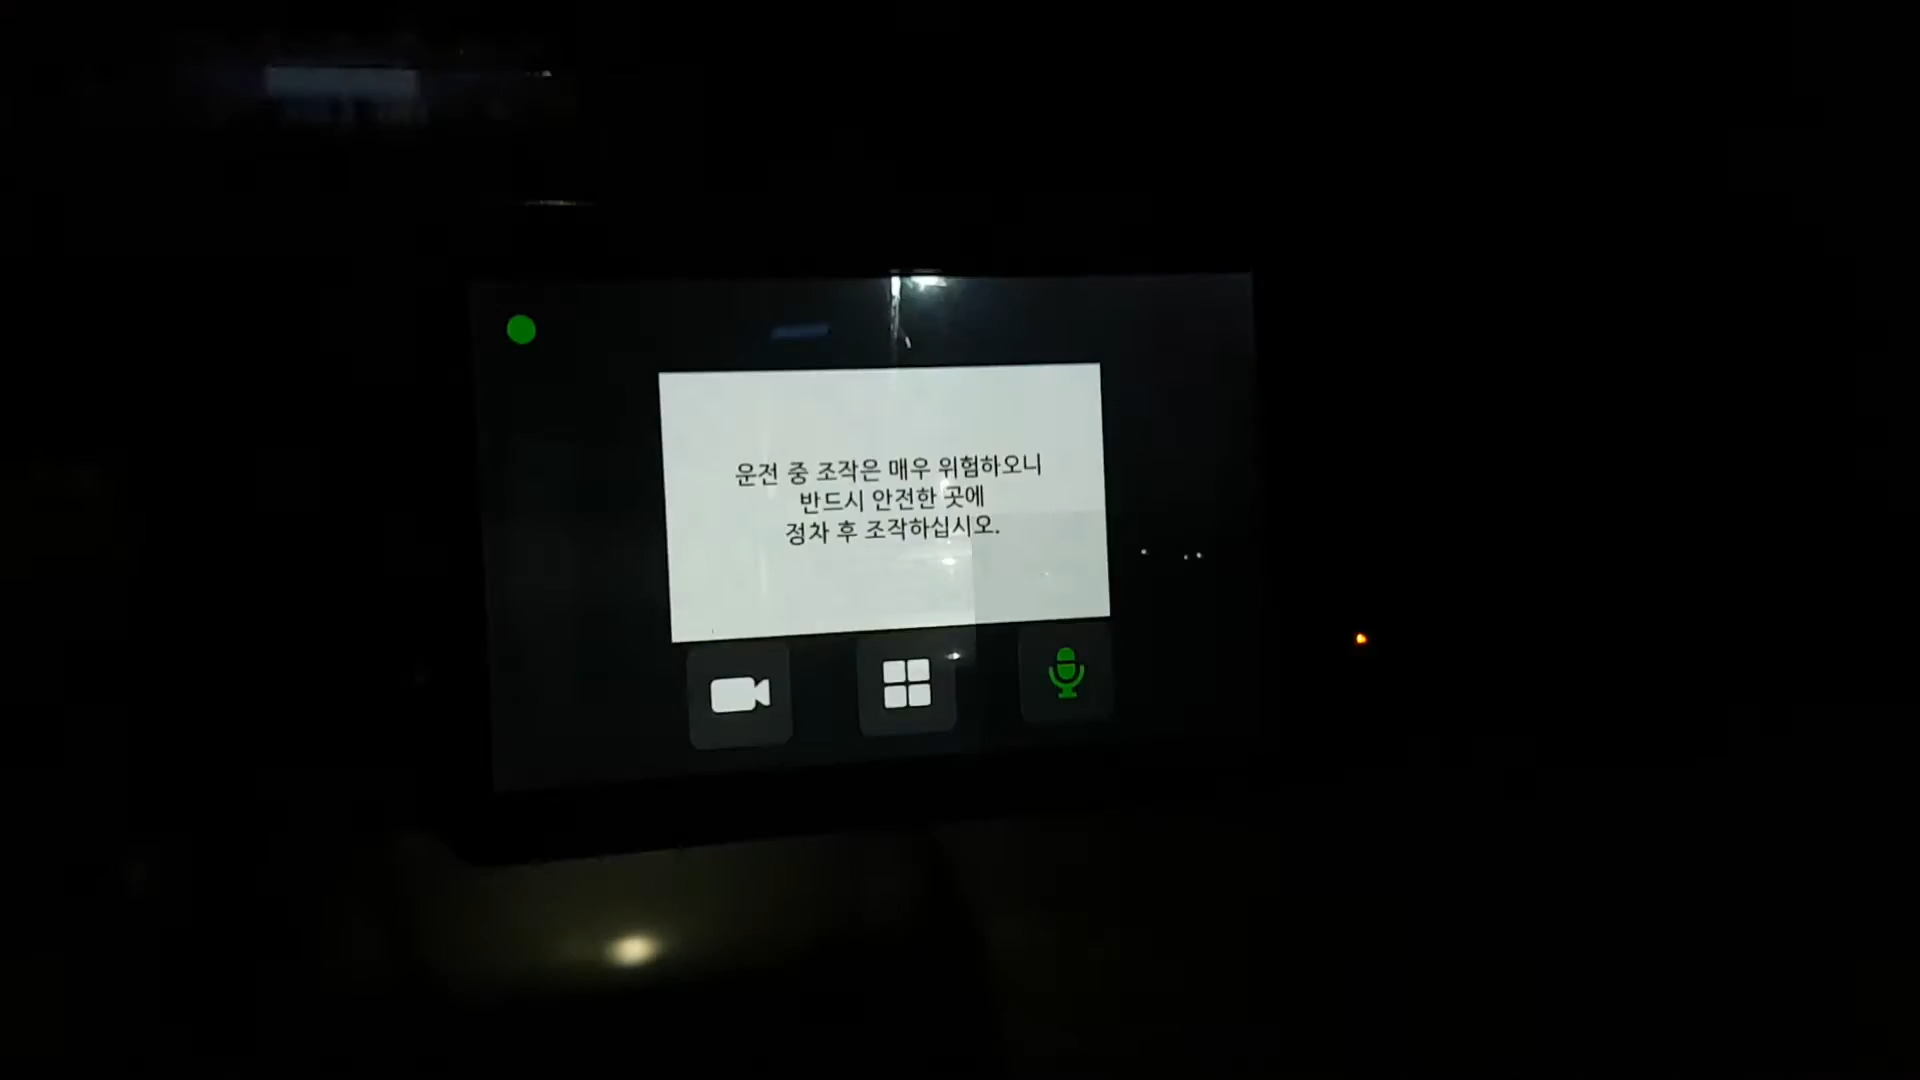 운전 중 조작은 매우 위험하오니
반드시 안전한 곳에
정차 후 조작하십시오.